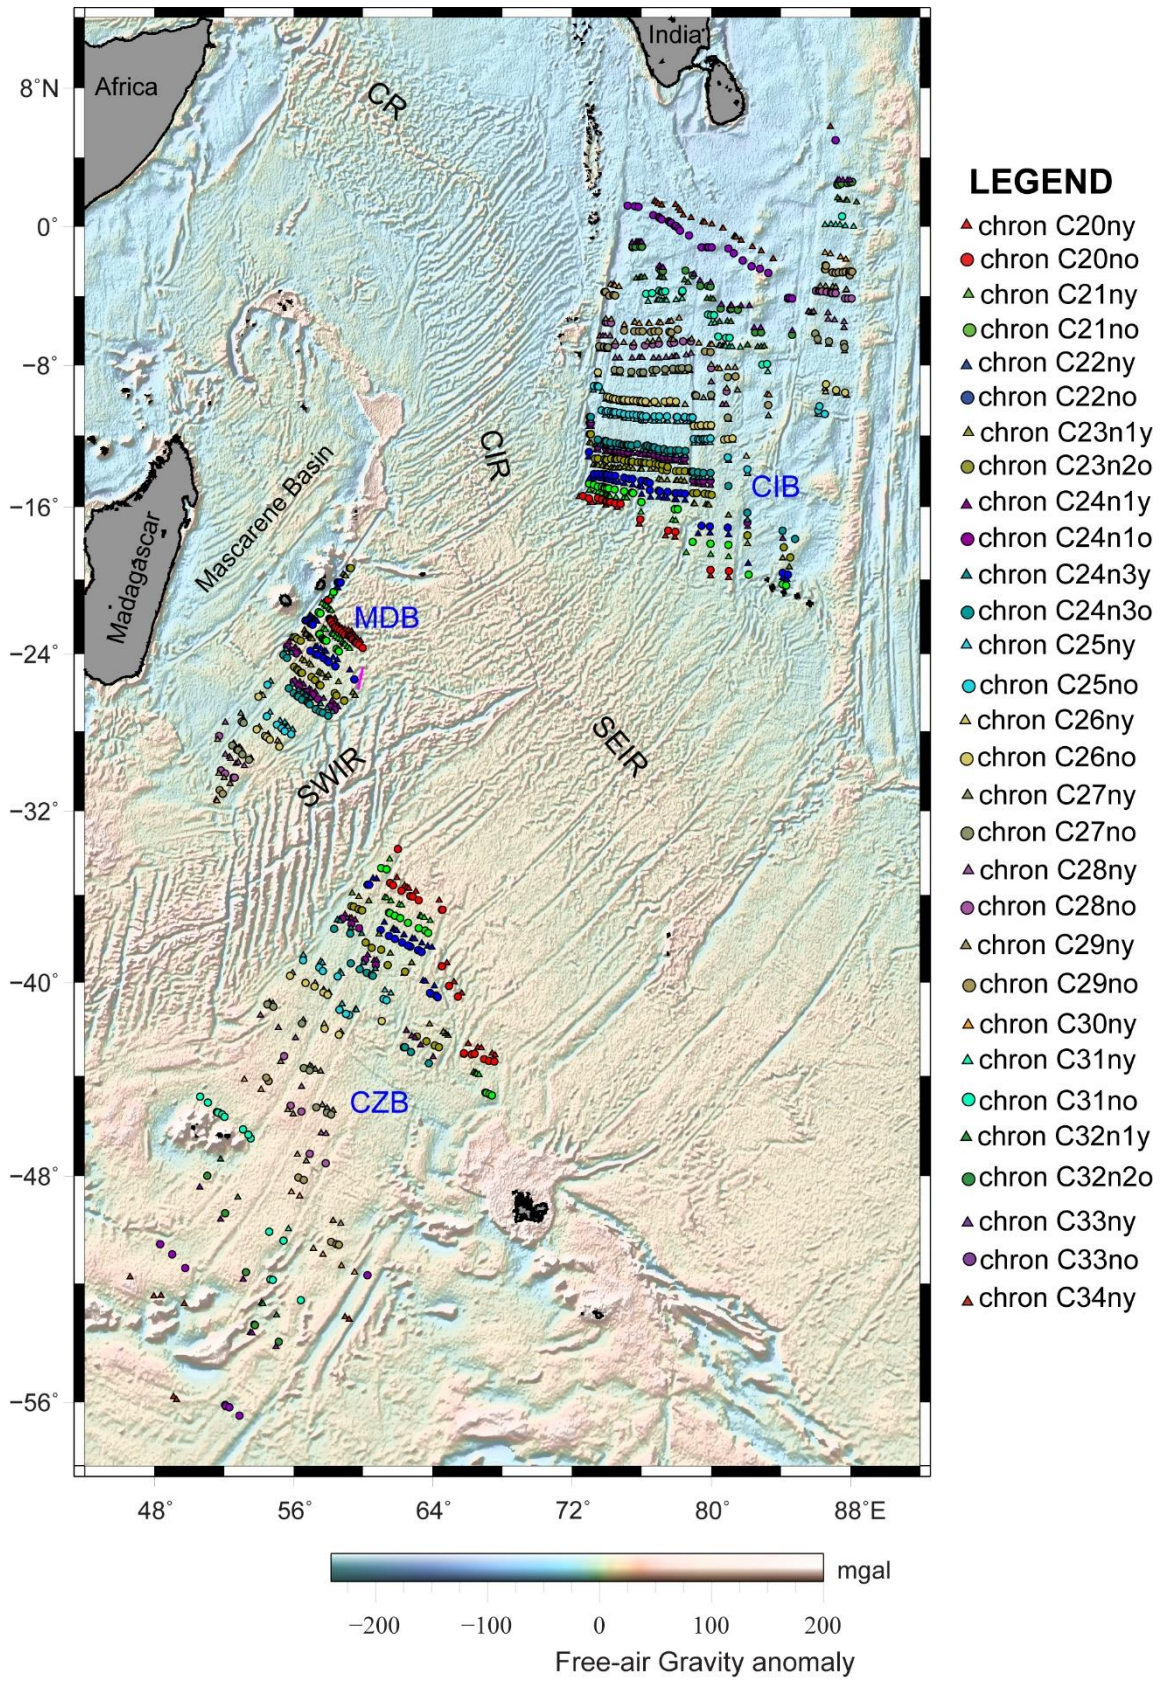 India
Africa
CR
CIR
CIB
Mascarene Basin
Madagascar
MDB
SWIR
SEIR
CZB
8°N
0°
−8°
−16°
−24°
−32°
−40°
−48°
−56°
48° 56° 64° 72° 80° 88°E
mgal
−200 −100 0 100 200
Free-air Gravity anomaly
LEGEND
chron C20ny
chron C20no
chron C21ny
chron C21no
chron C22ny
chron C22no
chron C23n1y
chron C23n2o
chron C24n1y
chron C24n1o
chron C24n3y
chron C24n3o
chron C25ny
chron C25no
chron C26ny
chron C26no
chron C27ny
chron C27no
chron C28ny
chron C28no
chron C29ny
chron C29no
chron C30ny
chron C31ny
chron C31no
chron C32n1y
chron C32n2o
chron C33ny
chron C33no
chron C34ny